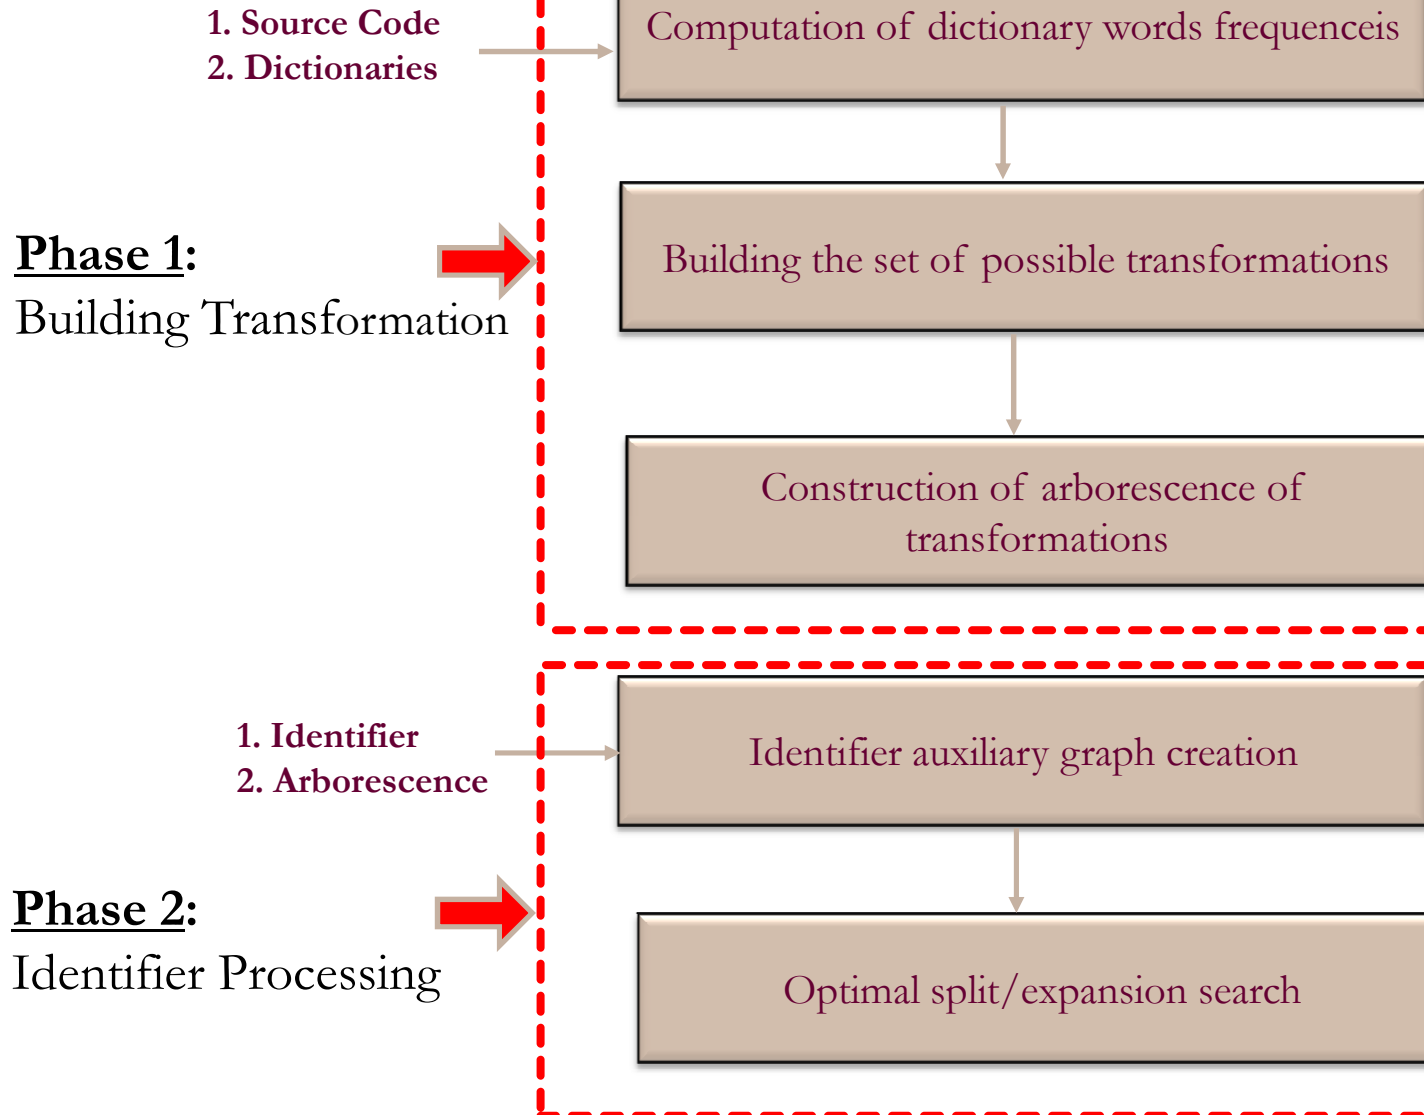 1. Source Code
2. Dictionaries
Computation of dictionary words frequenceis
Phase 1:
Building Transformation
Building the set of possible transformations
Construction of arborescence of
transformations
1. Identifier
2. Arborescence
Identifier auxiliary graph creation
Phase 2:
Identifier Processing
Optimal split/expansion search